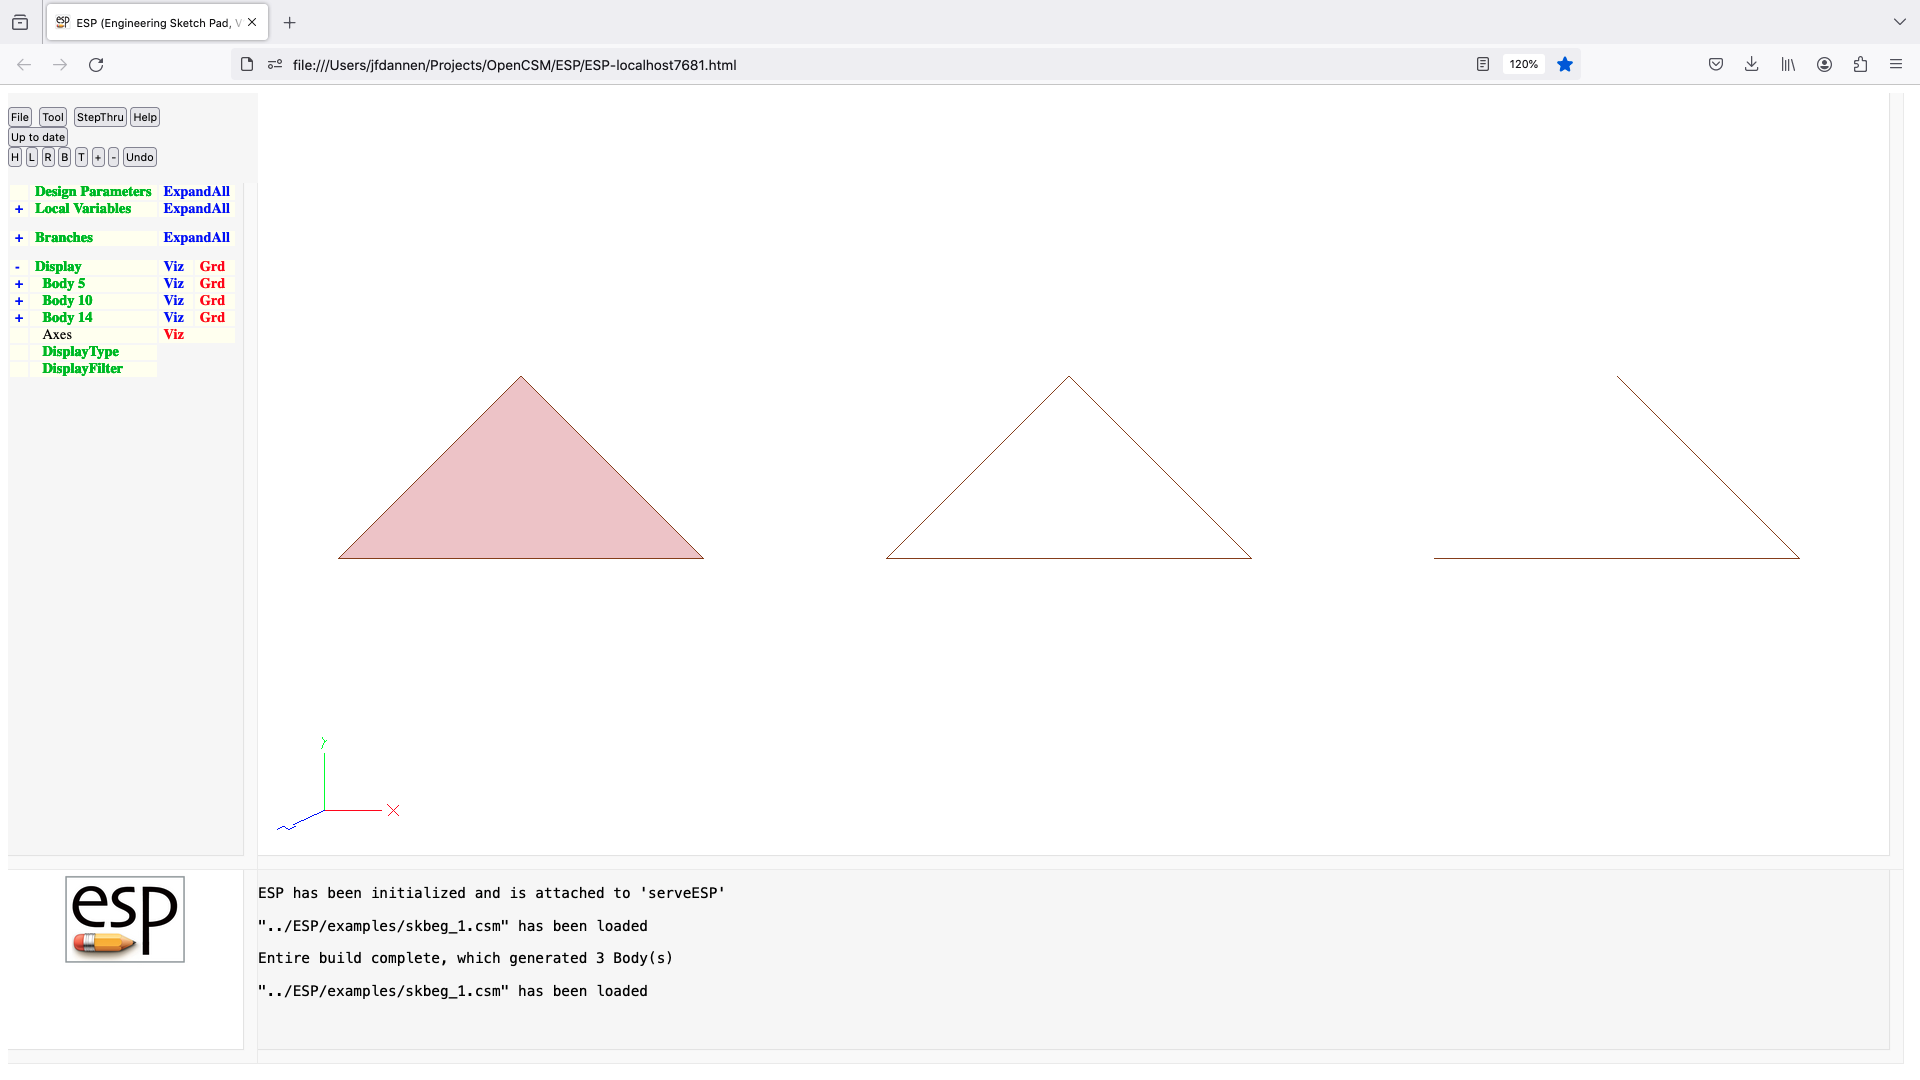 ESP (Engineering Sketch Pad, V
file:///Users/jfdannen/Projects/OpenCSM/ESP/ESP-localhost7681.html
120%
File Tool StepThru Help
Up to date
H L R B T + - Undo
Design Parameters ExpandAll
+ Local Variables ExpandAll
+ Branches ExpandAll
- Display Viz Grd
+ Body 5 Viz Grd
+ Body 10 Viz Grd
+ Body 14 Viz Grd
Axes Viz
DisplayType
DisplayFilter
Y
X
Z
esp
ESP has been initialized and is attached to 'serveESP'
"../ESP/examples/skbeg_1.csm" has been loaded
Entire build complete, which generated 3 Body(s)
"../ESP/examples/skbeg_1.csm" has been loaded